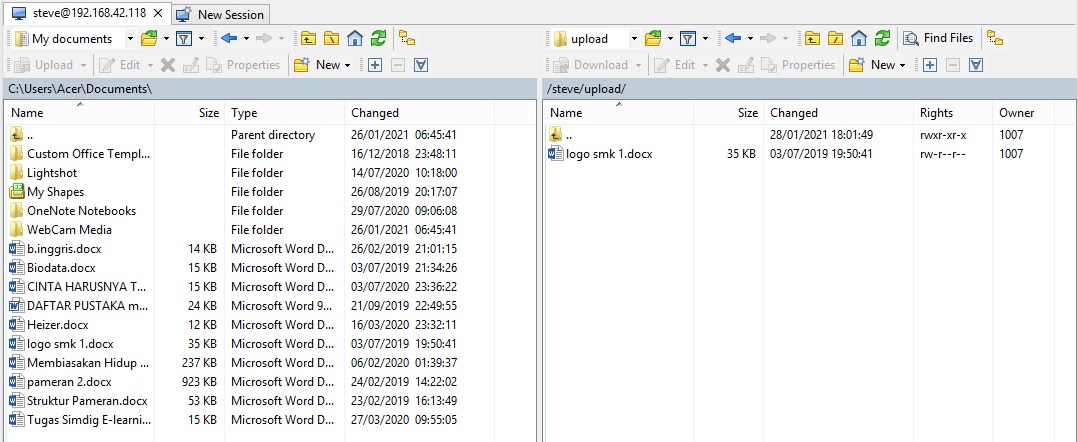 steve@192.168.42.118 New Session
My documents upload Find Files
Upload Edit Properties New Download Edit Properties New
C:\Users\Acer\Documents\ /steve/upload/
Name Size Type Changed Name Size Changed Rights Owner
.. Parent directory 26/01/2021 06:45:41 .. 28/01/2021 18:01:49 rwxr-xr-x 1007
Custom Office Templ... File folder 16/12/2018 23:48:11 logo smk 1.docx 35 KB 03/07/2019 19:50:41 rw-r--r-- 1007
Lightshot File folder 14/07/2020 10:18:00
My Shapes File folder 26/08/2019 20:17:07
OneNote Notebooks File folder 29/07/2020 09:06:08
WebCam Media File folder 26/01/2021 06:45:41
b.inggris.docx 14 KB Microsoft Word D... 26/02/2019 21:01:15
Biodata.docx 15 KB Microsoft Word D... 03/07/2019 21:34:26
CINTA HARUSNYA T... 15 KB Microsoft Word D... 03/07/2020 23:36:22
DAFTAR PUSTAKA m... 24 KB Microsoft Word 9... 21/09/2019 22:49:55
Heizer.docx 12 KB Microsoft Word D... 16/03/2020 23:32:11
logo smk 1.docx 35 KB Microsoft Word D... 03/07/2019 19:50:41
Membiasakan Hidup ... 237 KB Microsoft Word D... 06/02/2020 01:39:37
pameran 2.docx 923 KB Microsoft Word D... 24/02/2019 14:22:02
Struktur Pameran.docx 53 KB Microsoft Word D... 23/02/2019 16:13:49
Tugas Simdig E-learni... 15 KB Microsoft Word D... 27/03/2020 09:55:05